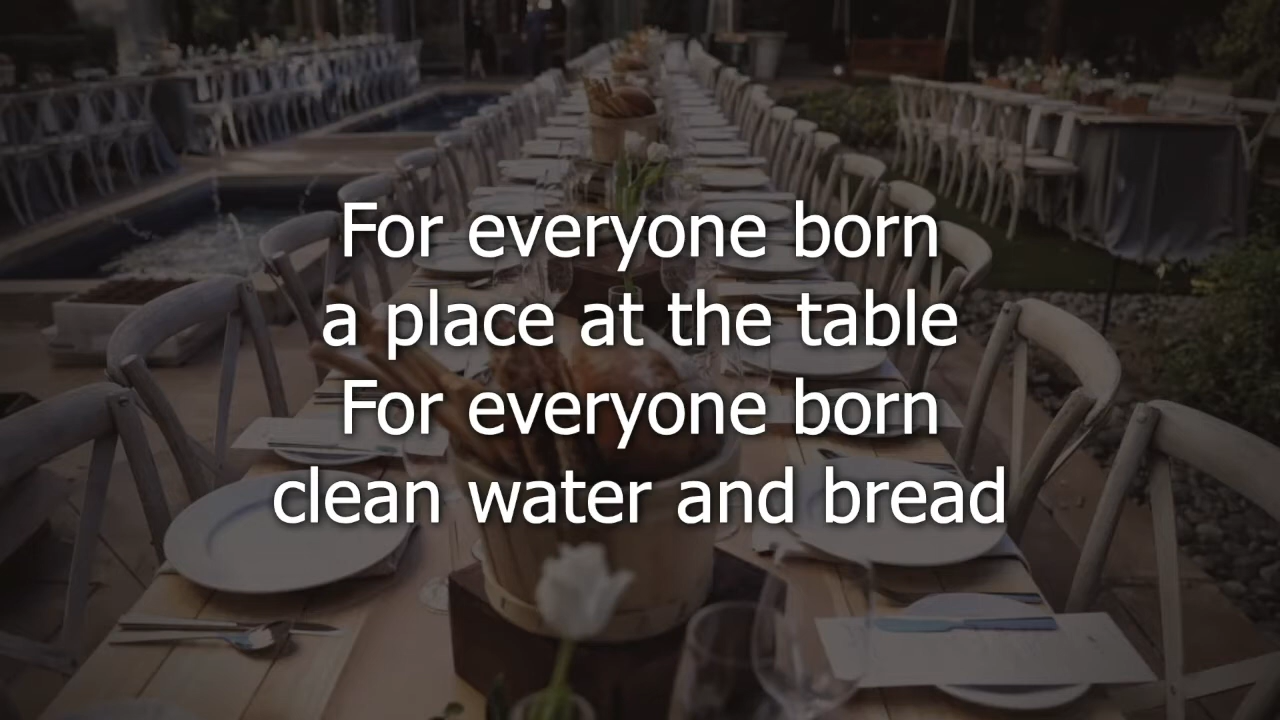 For everyone born
a place at the table
For everyone born
clean water and bread